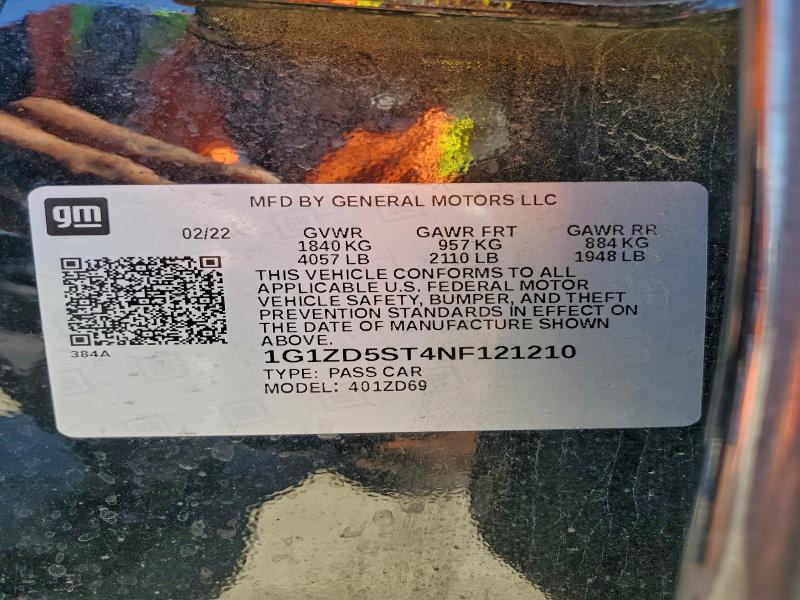 gm
MFD BY GENERAL MOTORS LLC
02/22 GVWR GAWR FRT GAWR RR
1840 KG 957 KG 884 KG
4057 LB 2110 LB 1948 LB
THIS VEHICLE CONFORMS TO ALL
APPLICABLE U.S. FEDERAL MOTOR
VEHICLE SAFETY, BUMPER, AND THEFT
PREVENTION STANDARDS IN EFFECT ON
THE DATE OF MANUFACTURE SHOWN
ABOVE.
384A
1G1ZD5ST4NF121210
TYPE: PASS CAR
MODEL: 401ZD69